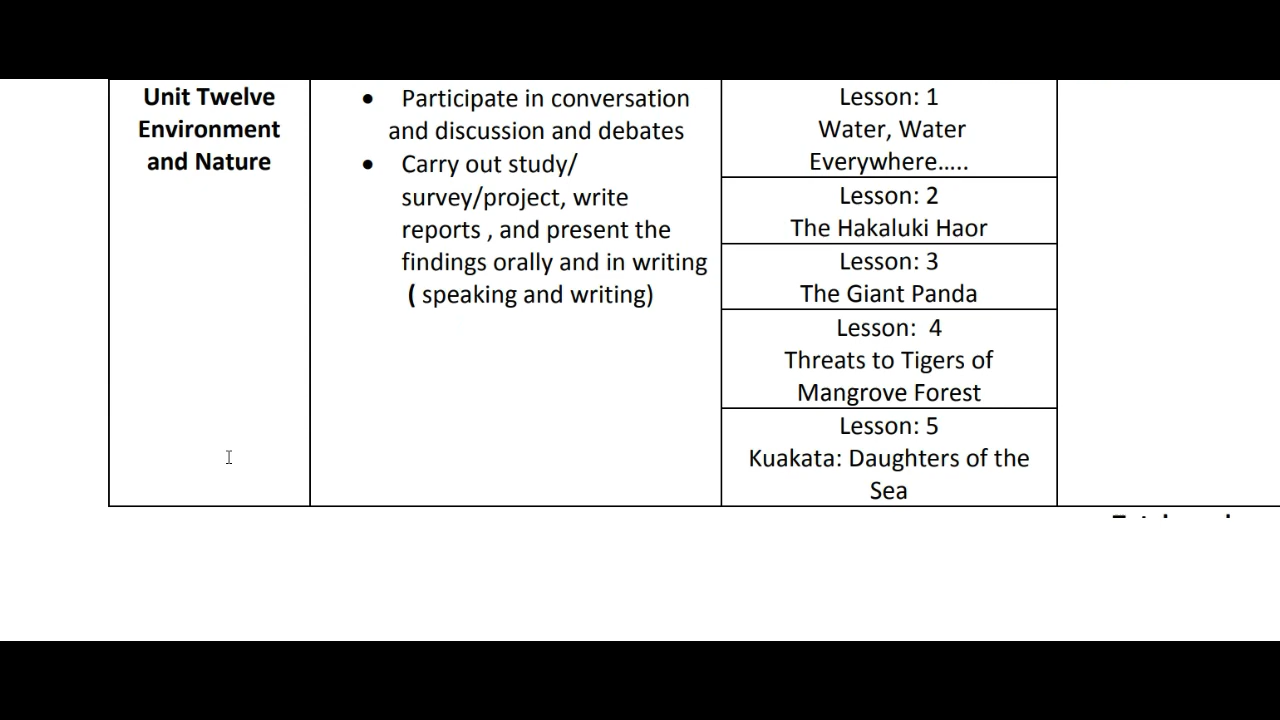 Unit Twelve
Environment
and Nature
• Participate in conversation
and discussion and debates
• Carry out study/
survey/project, write
reports , and present the
findings orally and in writing
( speaking and writing)
Lesson: 1
Water, Water
Everywhere…..
Lesson: 2
The Hakaluki Haor
Lesson: 3
The Giant Panda
Lesson:  4
Threats to Tigers of
Mangrove Forest
Lesson: 5
Kuakata: Daughters of the
Sea